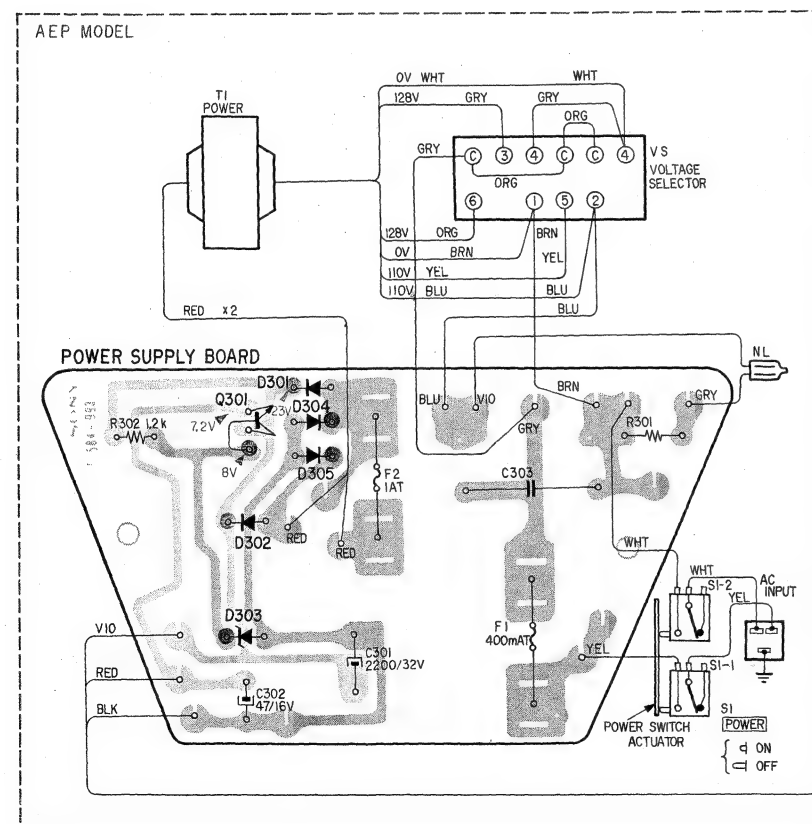 AEP MODEL
T1
POWER
0V WHT
WHT
128V GRY
GRY
ORG
GRY
C 3 4 C C 4
ORG
6 1 5 2
VS
VOLTAGE
SELECTOR
128V ORG
0V BRN
BRN
110V YEL
YEL
110V BLU
BLU
BLU
RED x2
NL
POWER SUPPLY BOARD
D301
Q301
23V
D304
7.2V
R302 1.2k
8V
D305
F2
1AT
BLU
VIO
BRN
GRY
GRY
R301
C303
D302
RED
RED
WHT
D303
V10
C301
2200/32V
RED
C302
47/16V
BLK
F1
400mAT
YEL
WHT
S1-2
YEL
AC
INPUT
S1-1
POWER SWITCH
ACTUATOR
S1
POWER
ON
OFF